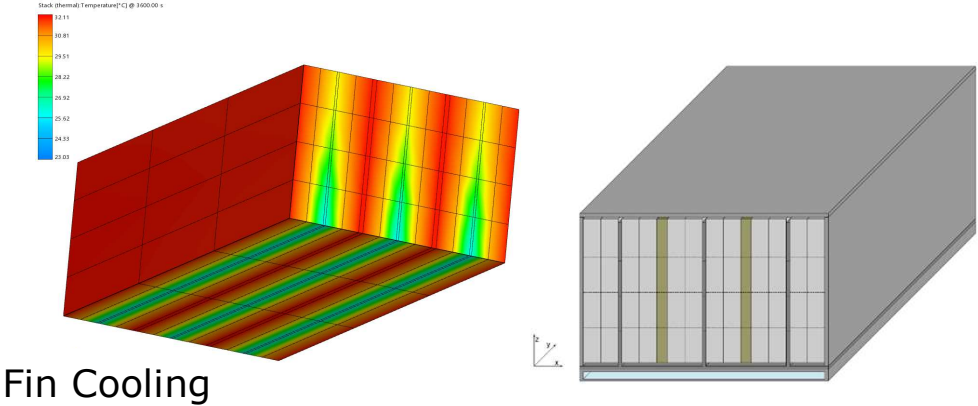 Stack (thermal) Temperature[°C] @ 3600.00 s
32.11
30.81
29.51
28.22
26.92
25.62
24.33
23.03
z
y
x
Fin Cooling